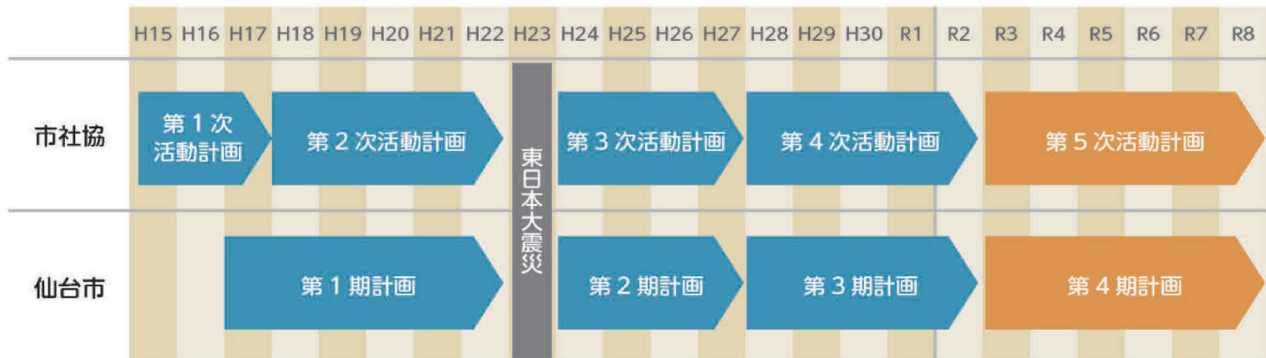 H15 H16 H17 H18 H19 H20 H21 H22 H23 H24 H25 H26 H27 H28 H29 H30 R1 R2 R3 R4 R5 R6 R7 R8
市社協
第1次
活動計画
第2次活動計画
東日本大震災
第3次活動計画
第4次活動計画
第5次活動計画
仙台市
第1期計画
第2期計画
第3期計画
第4期計画